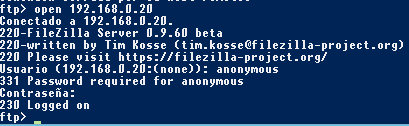 ftp> open 192.168.0.20
Conectado a 192.168.0.20.
220-FileZilla Server 0.9.60 beta
220-written by Tim Kosse (tim.kosse@filezilla-project.org)
220 Please visit https://filezilla-project.org/
Usuario (192.168.0.20:(none)): anonymous
331 Password required for anonymous
Contraseña:
230 Logged on
ftp>